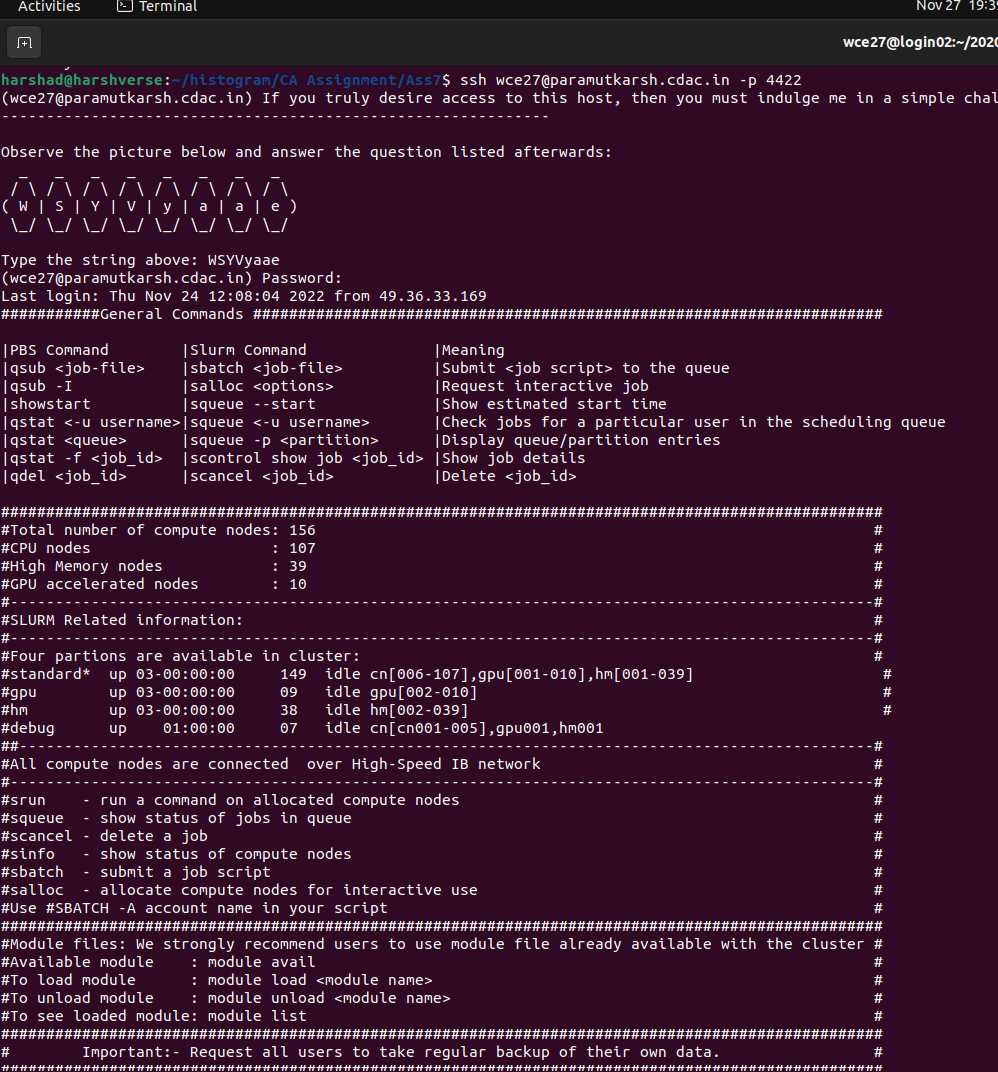 Activities Terminal Nov 27 19:39
wce27@login02:~/2020
harshad@harshverse:~/histogram/CA Assignment/Ass7$ ssh wce27@paramutkarsh.cdac.in -p 4422
(wce27@paramutkarsh.cdac.in) If you truly desire access to this host, then you must indulge me in a simple chal
-------------------------------------------------------------
Observe the picture below and answer the question listed afterwards:
  _   _   _   _   _   _   _   _
 / \ / \ / \ / \ / \ / \ / \ / \
( W | S | Y | V | y | a | a | e )
 \_/ \_/ \_/ \_/ \_/ \_/ \_/ \_/
Type the string above: WSYVyaae
(wce27@paramutkarsh.cdac.in) Password:
Last login: Thu Nov 24 12:08:04 2022 from 49.36.33.169
###########General Commands ######################################################################
|PBS Command        |Slurm Command              |Meaning
|qsub <job-file>    |sbatch <job-file>          |Submit <job script> to the queue
|qsub -I            |salloc <options>           |Request interactive job
|showstart          |squeue --start             |Show estimated start time
|qstat <-u username>|squeue <-u username>       |Check jobs for a particular user in the scheduling queue
|qstat <queue>      |squeue -p <partition>      |Display queue/partition entries
|qstat -f <job_id>  |scontrol show job <job_id> |Show job details
|qdel <job_id>      |scancel <job_id>           |Delete <job_id>
##################################################################################################
#Total number of compute nodes: 156                                                              #
#CPU nodes                    : 107                                                              #
#High Memory nodes            : 39                                                               #
#GPU accelerated nodes        : 10                                                               #
#------------------------------------------------------------------------------------------------#
#SLURM Related information:                                                                      #
#------------------------------------------------------------------------------------------------#
#Four partions are available in cluster:                                                         #
#standard*  up 03-00:00:00     149  idle cn[006-107],gpu[001-010],hm[001-039]                     #
#gpu        up 03-00:00:00     09   idle gpu[002-010]                                             #
#hm         up 03-00:00:00     38   idle hm[002-039]                                              #
#debug      up    01:00:00     07   idle cn[cn001-005],gpu001,hm001
##-----------------------------------------------------------------------------------------------#
#All compute nodes are connected  over High-Speed IB network                                     #
#------------------------------------------------------------------------------------------------#
#srun    - run a command on allocated compute nodes                                              #
#squeue  - show status of jobs in queue                                                          #
#scancel - delete a job                                                                          #
#sinfo   - show status of compute nodes                                                          #
#sbatch  - submit a job script                                                                   #
#salloc  - allocate compute nodes for interactive use                                            #
#Use #SBATCH -A account name in your script                                                      #
##################################################################################################
#Module files: We strongly recommend users to use module file already available with the cluster #
#Available module    : module avail                                                              #
#To load module      : module load <module name>                                                 #
#To unload module    : module unload <module name>                                               #
#To see loaded module: module list                                                               #
##################################################################################################
#        Important:- Request all users to take regular backup of their own data.                 #
##################################################################################################